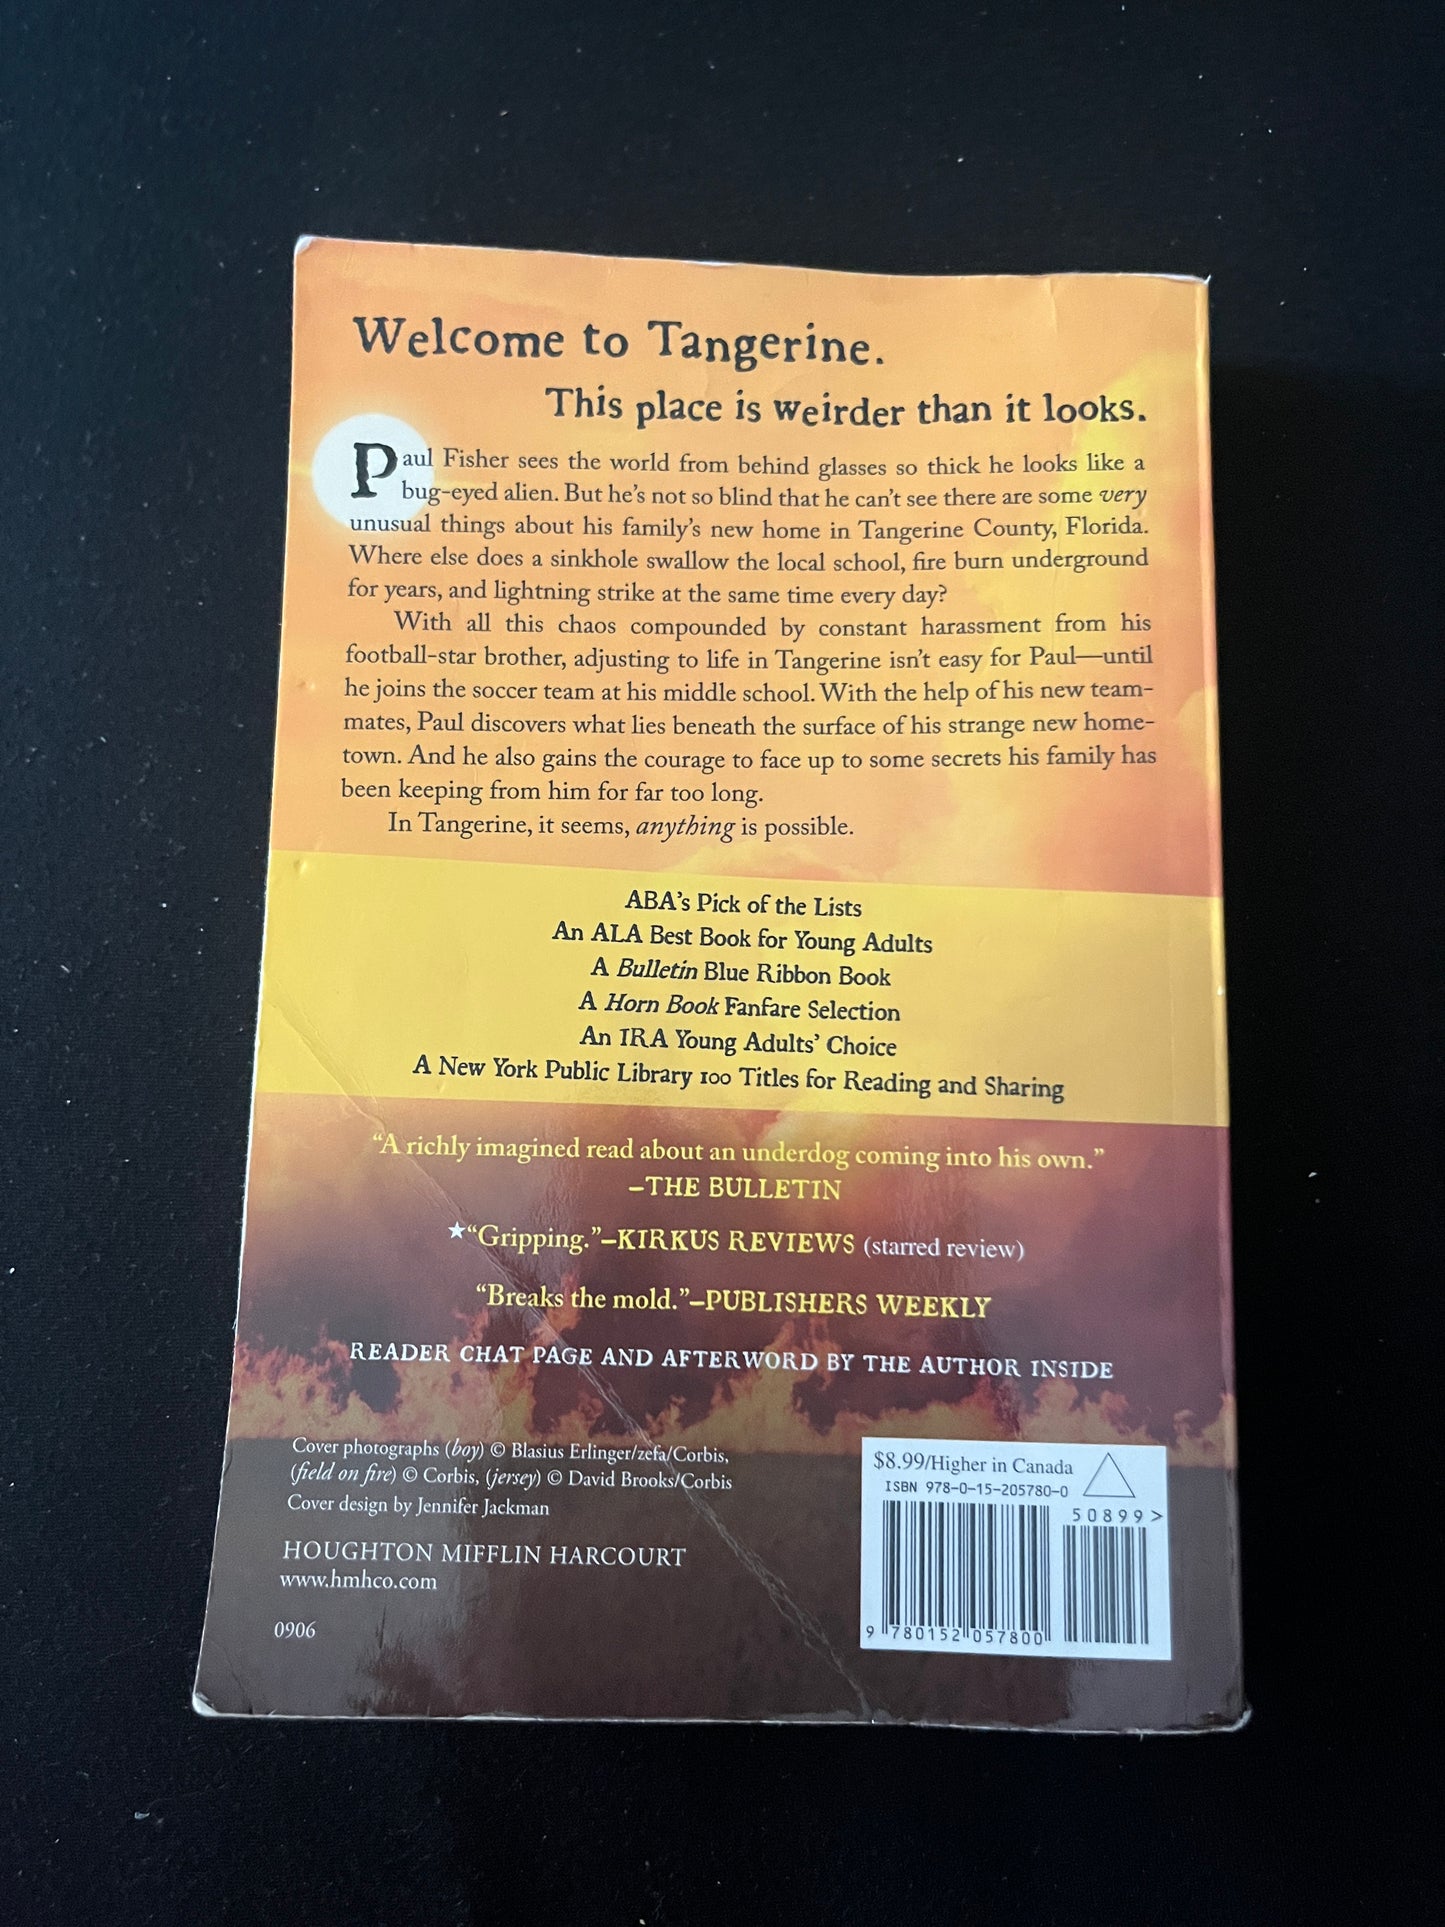 Welcome to Tangerine.
This place is weirder than it looks.
Paul Fisher sees the world from behind glasses so thick he looks like a
bug-eyed alien. But he's not so blind that he can't see there are some very
unusual things about his family's new home in Tangerine County, Florida.
Where else does a sinkhole swallow the local school, fire burn underground
for years, and lightning strike at the same time every day?
With all this chaos compounded by constant harassment from his
football-star brother, adjusting to life in Tangerine isn't easy for Paul—until
he joins the soccer team at his middle school. With the help of his new team-
mates, Paul discovers what lies beneath the surface of his strange new home-
town. And he also gains the courage to face up to some secrets his family has
been keeping from him for far too long.
In Tangerine, it seems, anything is possible.
ABA's Pick of the Lists
An ALA Best Book for Young Adults
A Bulletin Blue Ribbon Book
A Horn Book Fanfare Selection
An IRA Young Adults' Choice
A New York Public Library 100 Titles for Reading and Sharing
"A richly imagined read about an underdog coming into his own."
–THE BULLETIN
★"Gripping."–KIRKUS REVIEWS (starred review)
"Breaks the mold."–PUBLISHERS WEEKLY
READER CHAT PAGE AND AFTERWORD BY THE AUTHOR INSIDE
Cover photographs (boy) © Blasius Erlinger/zefa/Corbis,
(field on fire) © Corbis, (jersey) © David Brooks/Corbis
Cover design by Jennifer Jackman
HOUGHTON MIFFLIN HARCOURT
www.hmhco.com
0906
$8.99/Higher in Canada
ISBN 978-0-15-205780-0
50899>
9 780152 057800